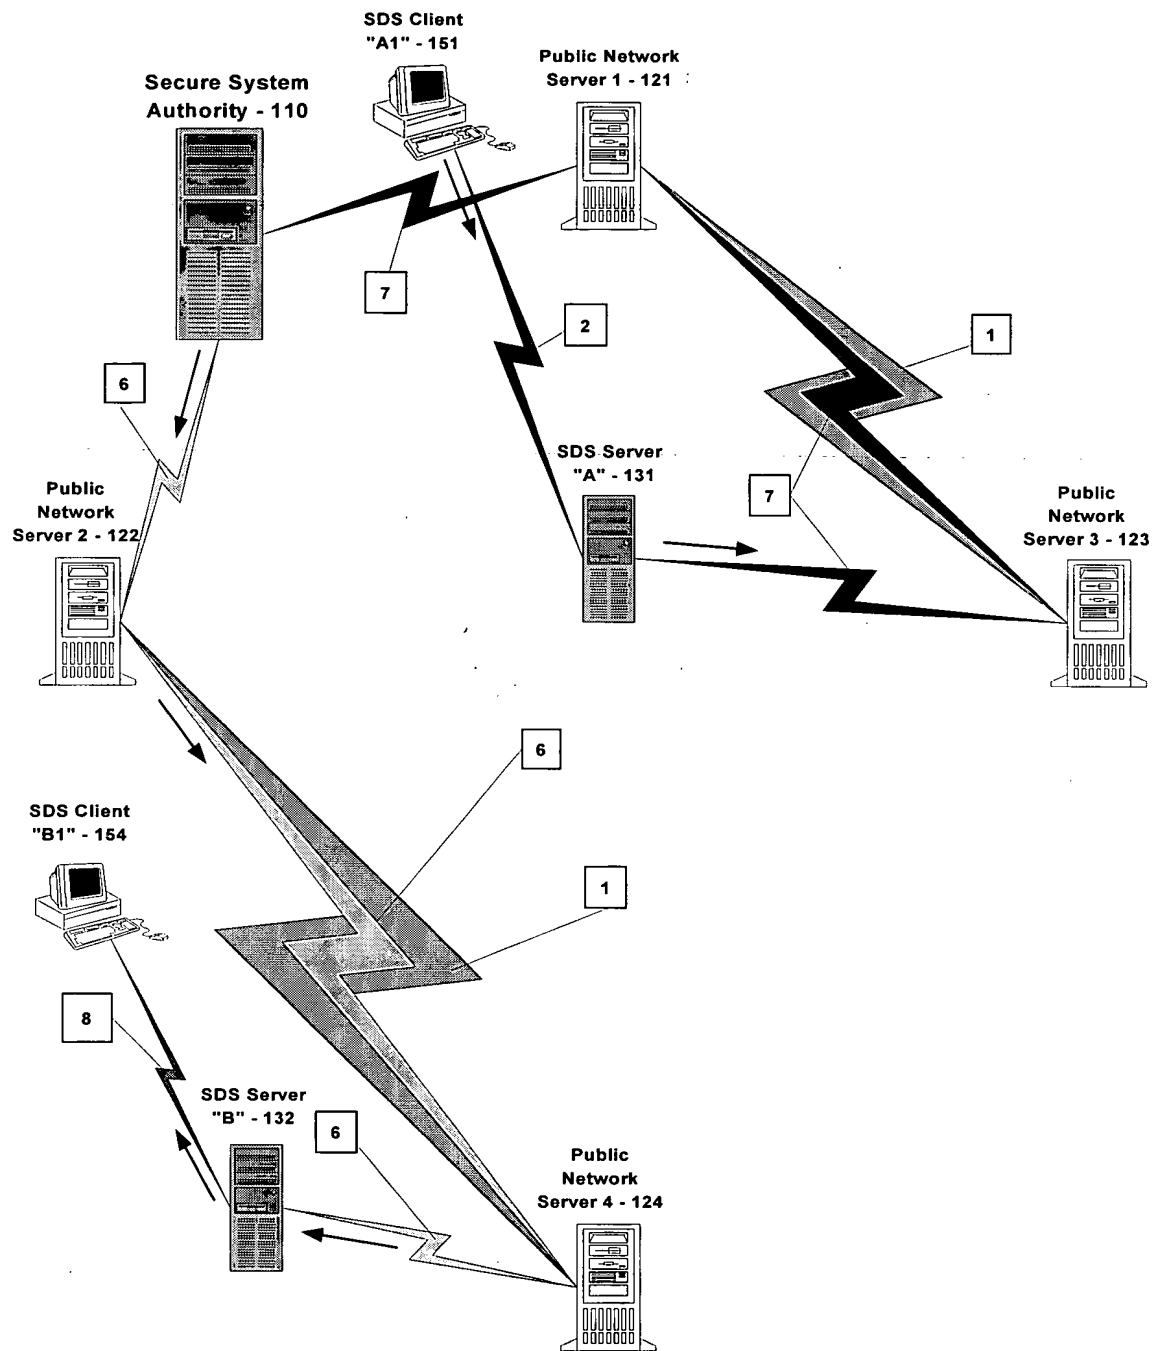 SDS Client
"A1" - 151
Public Network
Server 1 - 121
Secure System
Authority - 110
7
2
1
6
SDS Server
"A" - 131
7
Public
Network
Server 3 - 123
Public
Network
Server 2 - 122
6
SDS Client
"B1" - 154
1
8
SDS Server
"B" - 132
6
Public
Network
Server 4 - 124